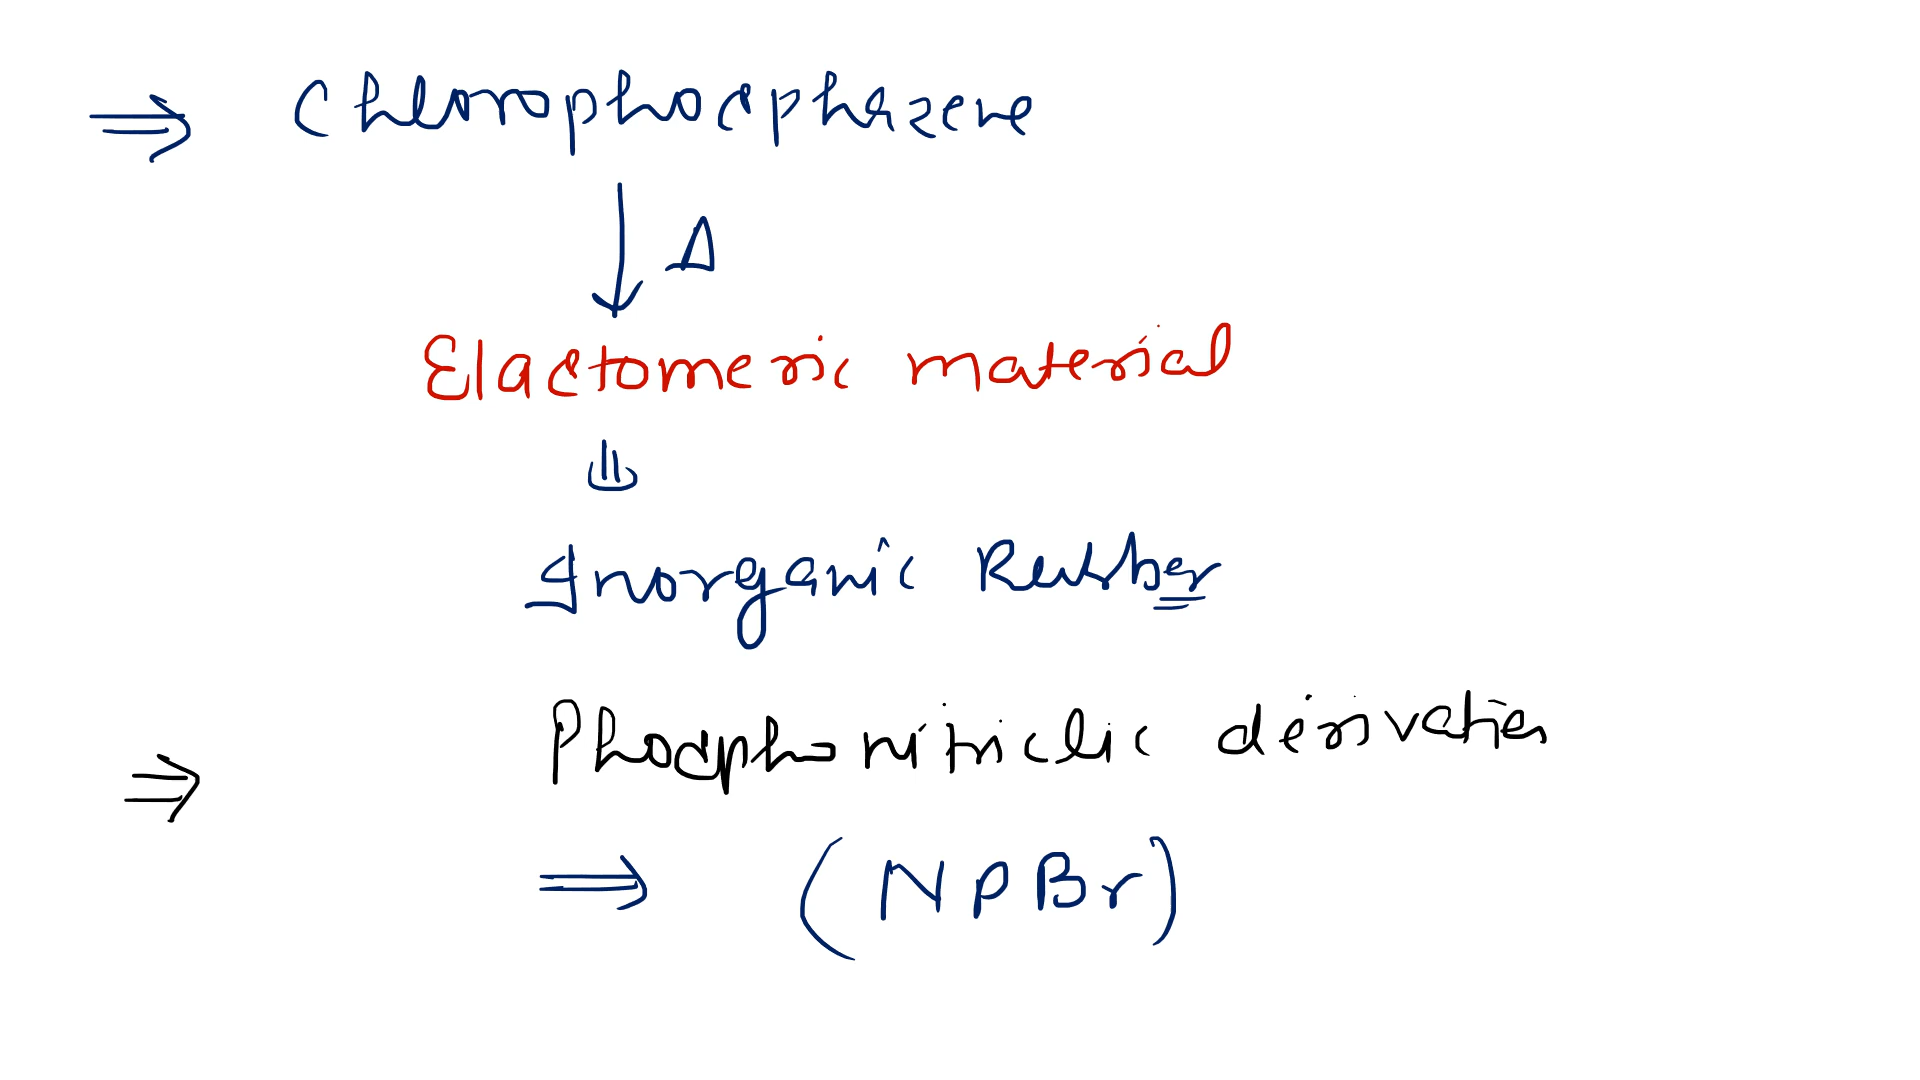 ⇒ Chlorophosphazene
↓ Δ
Elastomeric material
⇓
Inorganic Rubber
⇒ Phosphonitrilic derivaties
⇒ (NPBr)